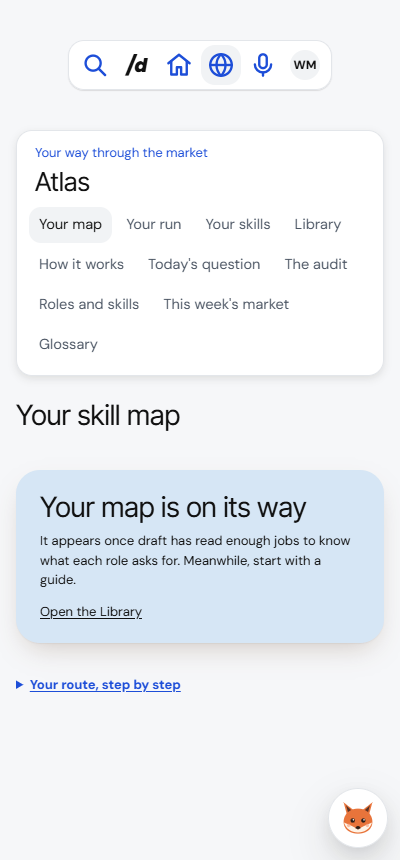 /d
WM
Your way through the market
Atlas
Your map Your run Your skills Library
How it works Today's question The audit
Roles and skills This week's market
Glossary
Your skill map
Your map is on its way
It appears once draft has read enough jobs to know
what each role asks for. Meanwhile, start with a
guide.
Open the Library
Your route, step by step